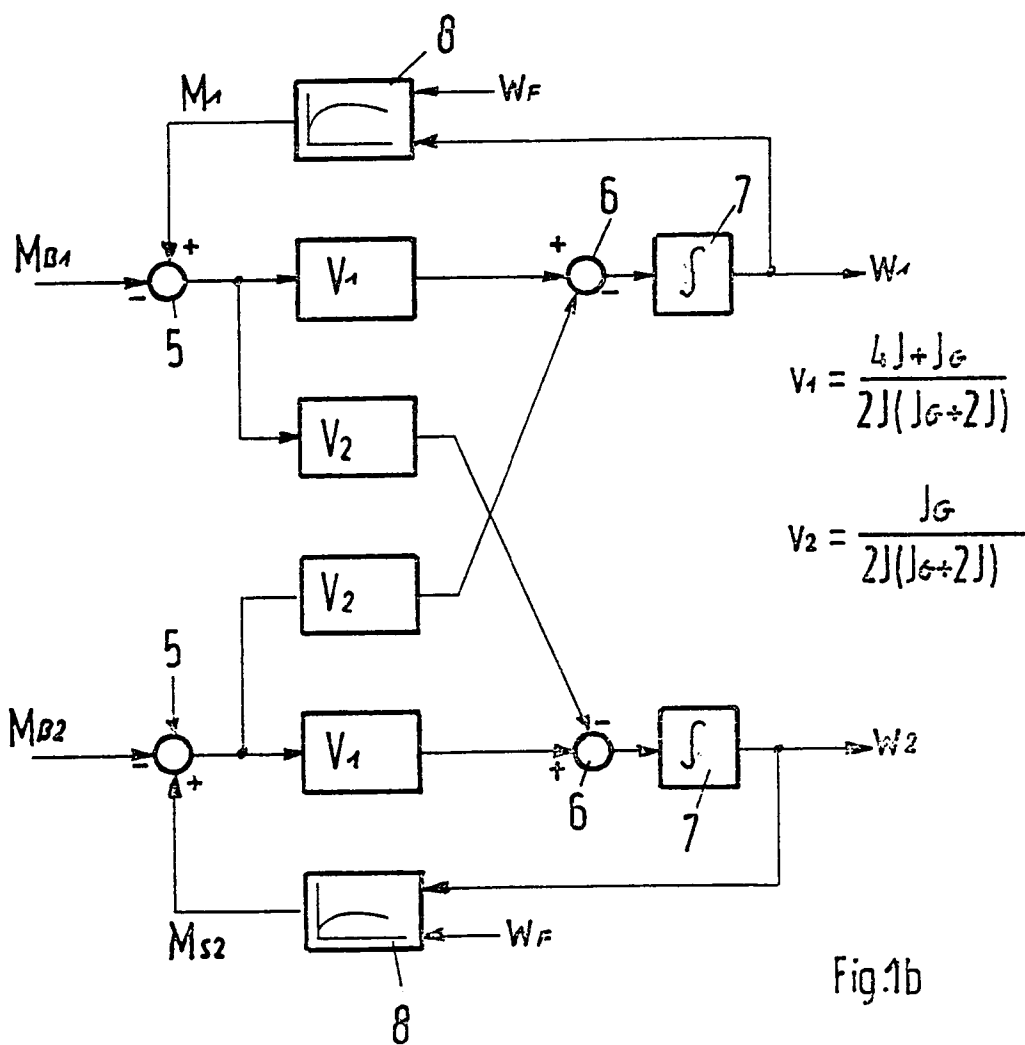 8
M1
WF
6
7
+
+
MB1
-
-
V1
∫
W1
5
V1 = (4J+JG) / (2J(JG+2J))
V2
V2 = JG / (2J(JG+2J))
V2
5
-
MB2
-
V1
∫
W2
+
+
6
7
MS2
WF
8
Fig.1b